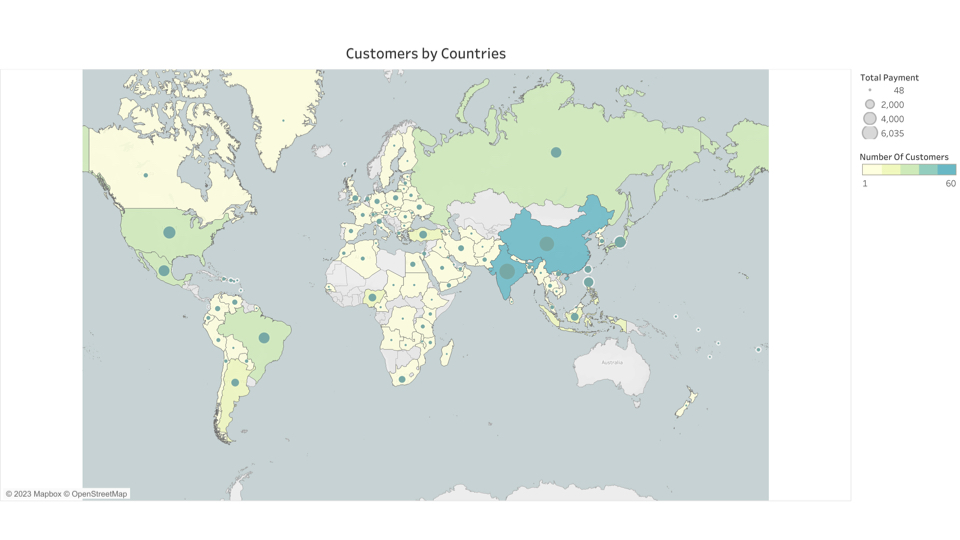 Customers by Countries
Total Payment
48
2,000
4,000
6,035
Number Of Customers
1 60
Australia
© 2023 Mapbox © OpenStreetMap